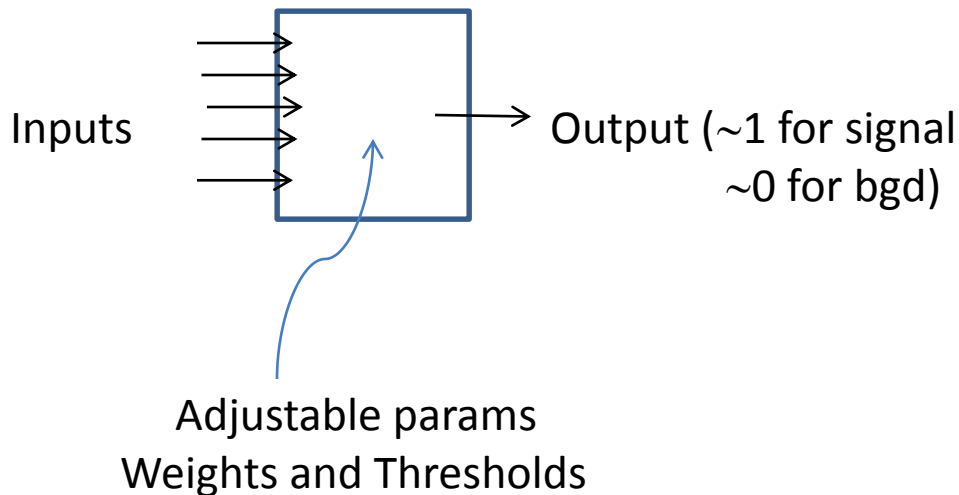 Inputs
Output (~1 for signal
~0 for bgd)
Adjustable params
Weights and Thresholds